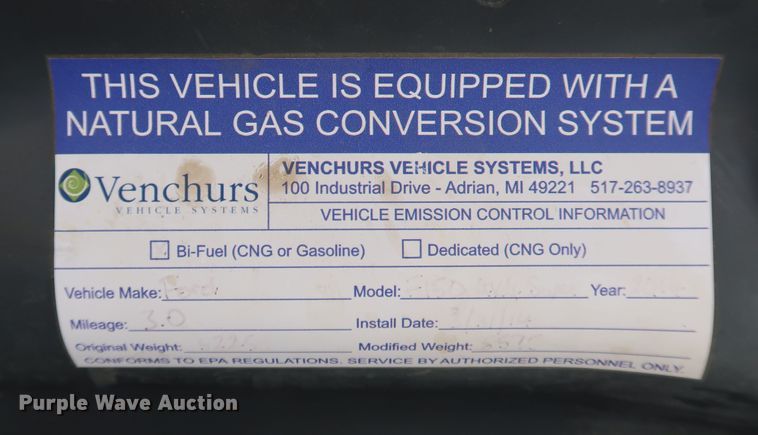 THIS VEHICLE IS EQUIPPED WITH A
NATURAL GAS CONVERSION SYSTEM
Venchurs
VEHICLE SYSTEMS
VENCHURS VEHICLE SYSTEMS, LLC
100 Industrial Drive - Adrian, MI 49221 517-263-8937
VEHICLE EMISSION CONTROL INFORMATION
Bi-Fuel (CNG or Gasoline) Dedicated (CNG Only)
Vehicle Make: Ford Model: Year:
Mileage: 3.0 Install Date:
Original Weight: Modified Weight:
CONFORMS TO EPA REGULATIONS. SERVICE BY AUTHORIZED PERSONNEL ONLY.
Purple Wave Auction